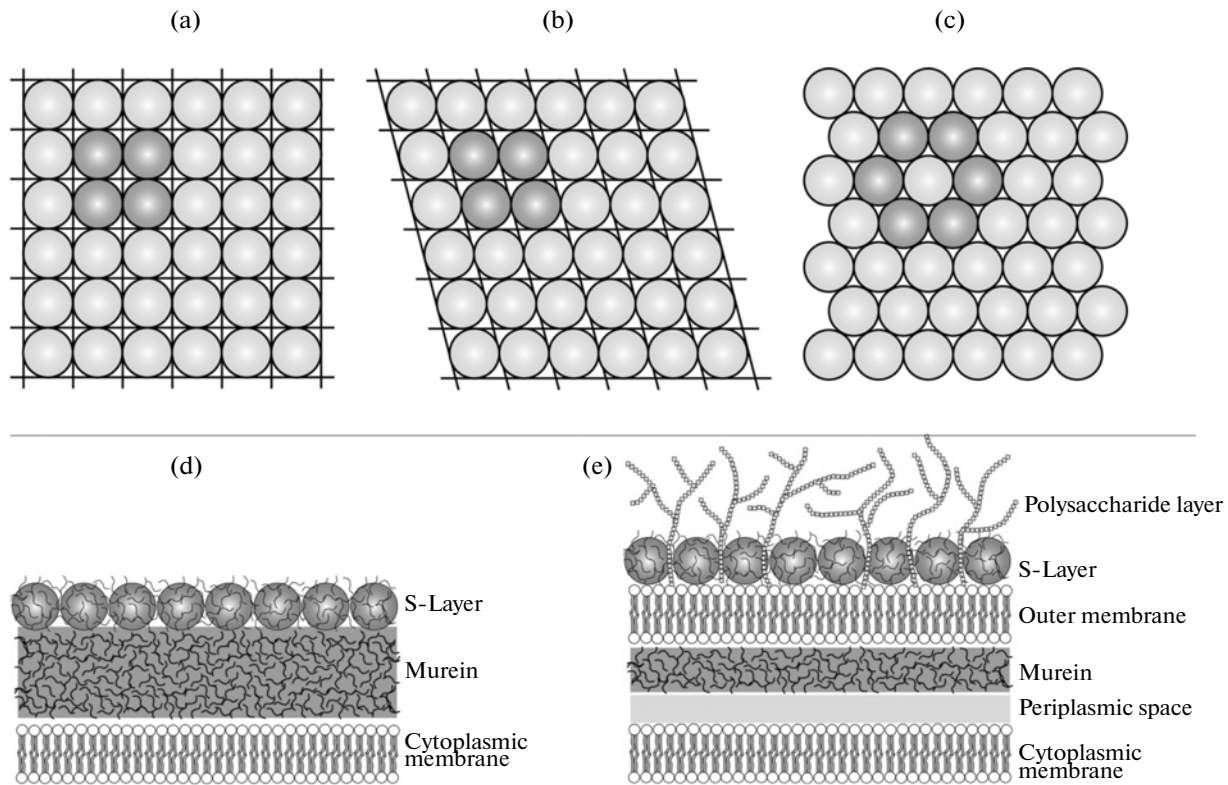 (a)
(b)
(c)
(d)
(e)
Polysaccharide layer
S-Layer
Outer membrane
Murein
Periplasmic space
Cytoplasmic
membrane
S-Layer
Murein
Cytoplasmic
membrane